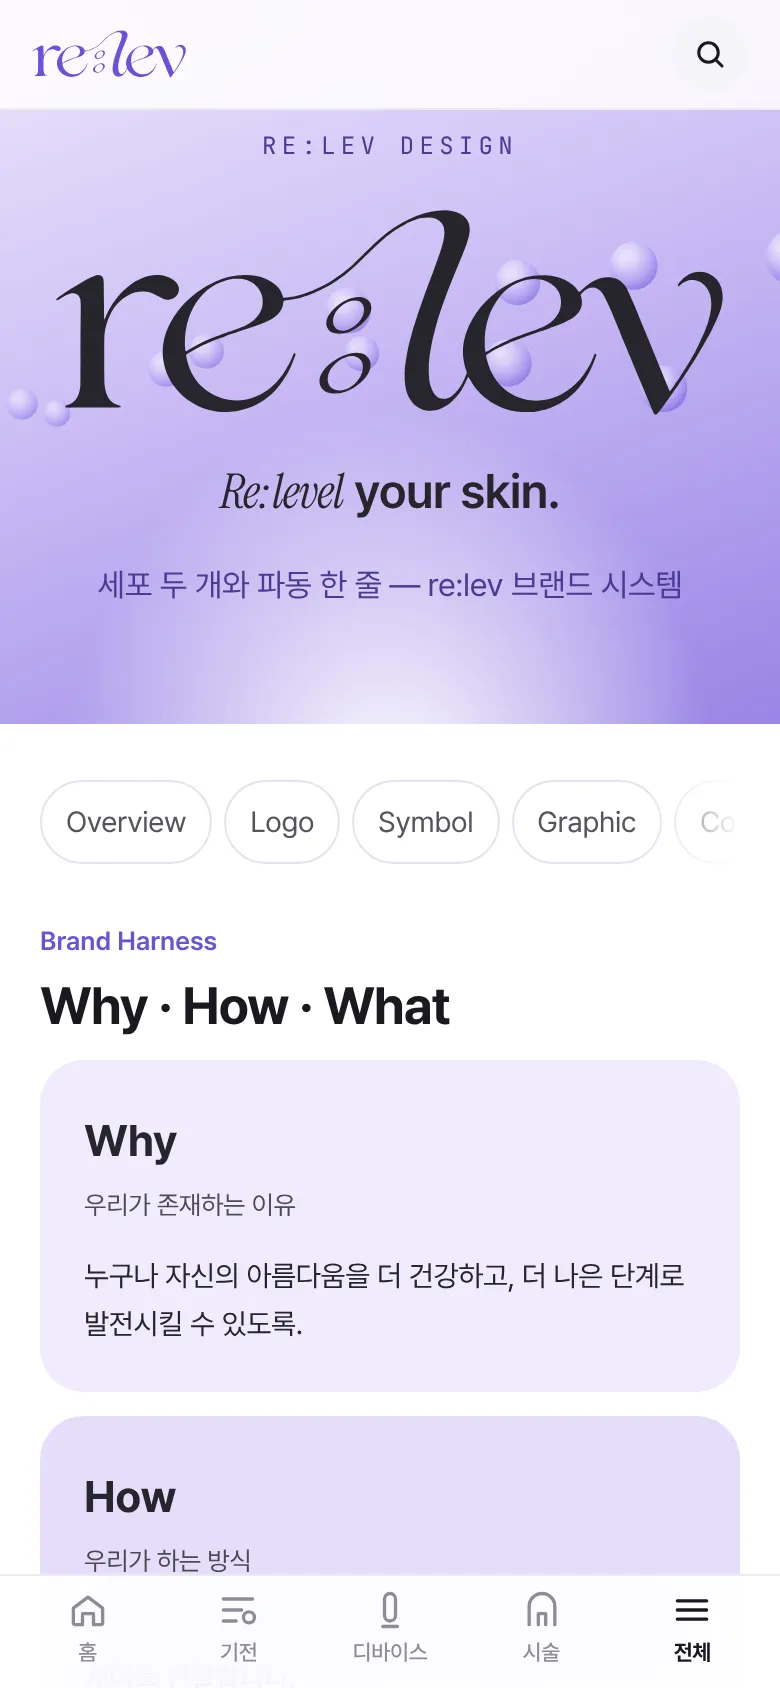 re:lev
RE:LEV DESIGN
re:lev
Re:level your skin.
세포 두 개와 파동 한 줄 — re:lev 브랜드 시스템
Overview
Logo
Symbol
Graphic
Co
Brand Harness
Why · How · What
Why
우리가 존재하는 이유
누구나 자신의 아름다움을 더 건강하고, 더 나은 단계로
발전시킬 수 있도록.
How
우리가 하는 방식
홈
기전
디바이스
시술
전체